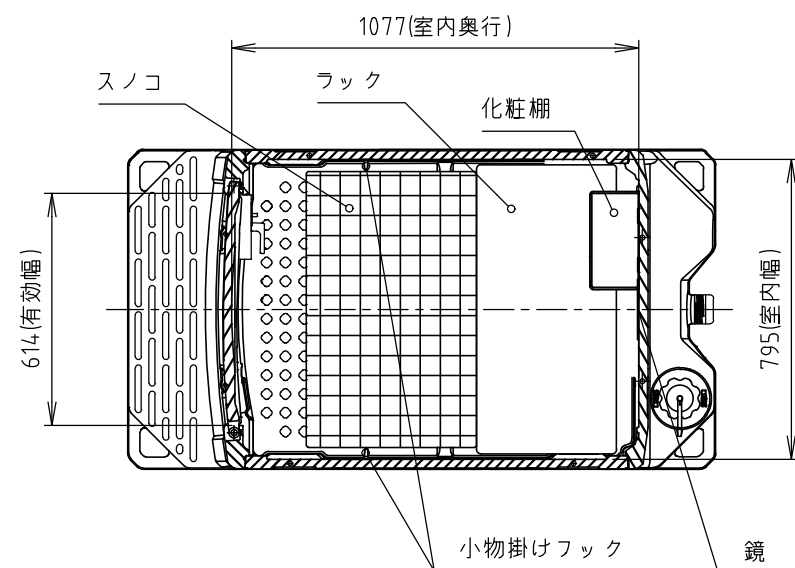 1077(室内奥行)
スノコ
ラック
化粧棚
614(有効幅)
795(室内幅)
小物掛けフック
鏡